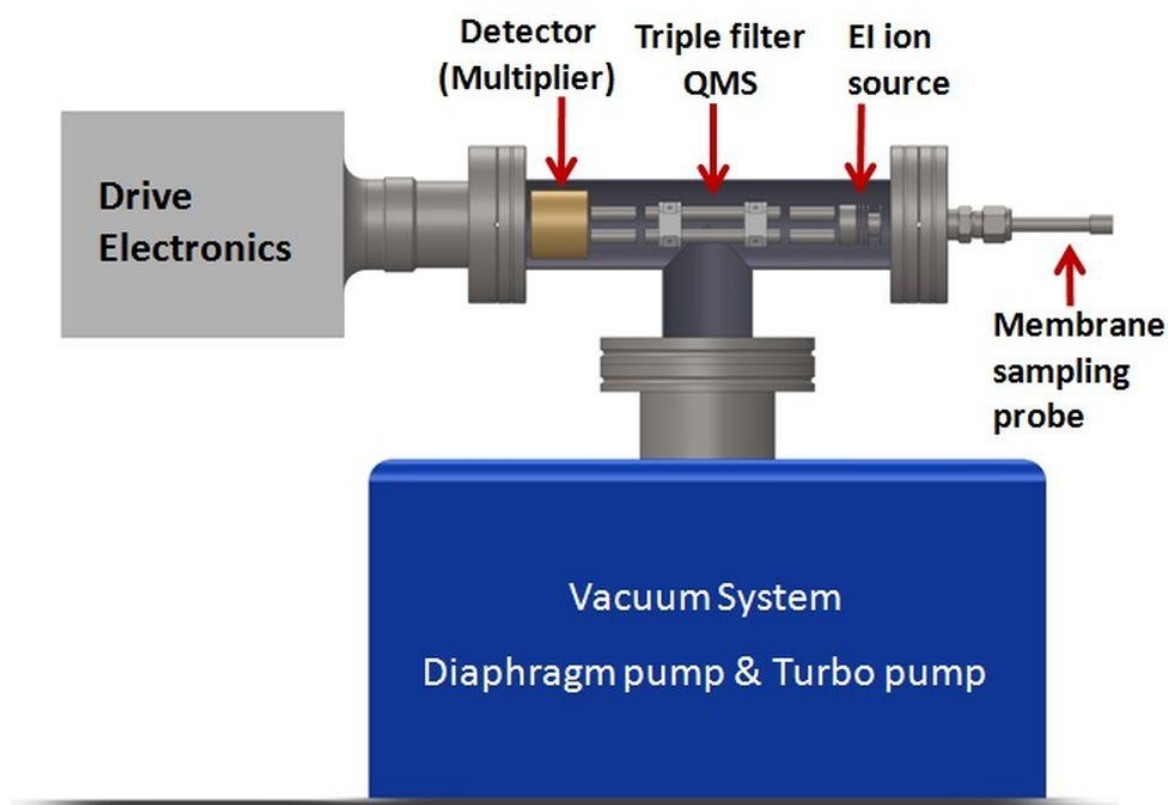 Detector
(Multiplier)
Triple filter
QMS
EI ion
source
Drive
Electronics
Membrane
sampling
probe
Vacuum System
Diaphragm pump & Turbo pump